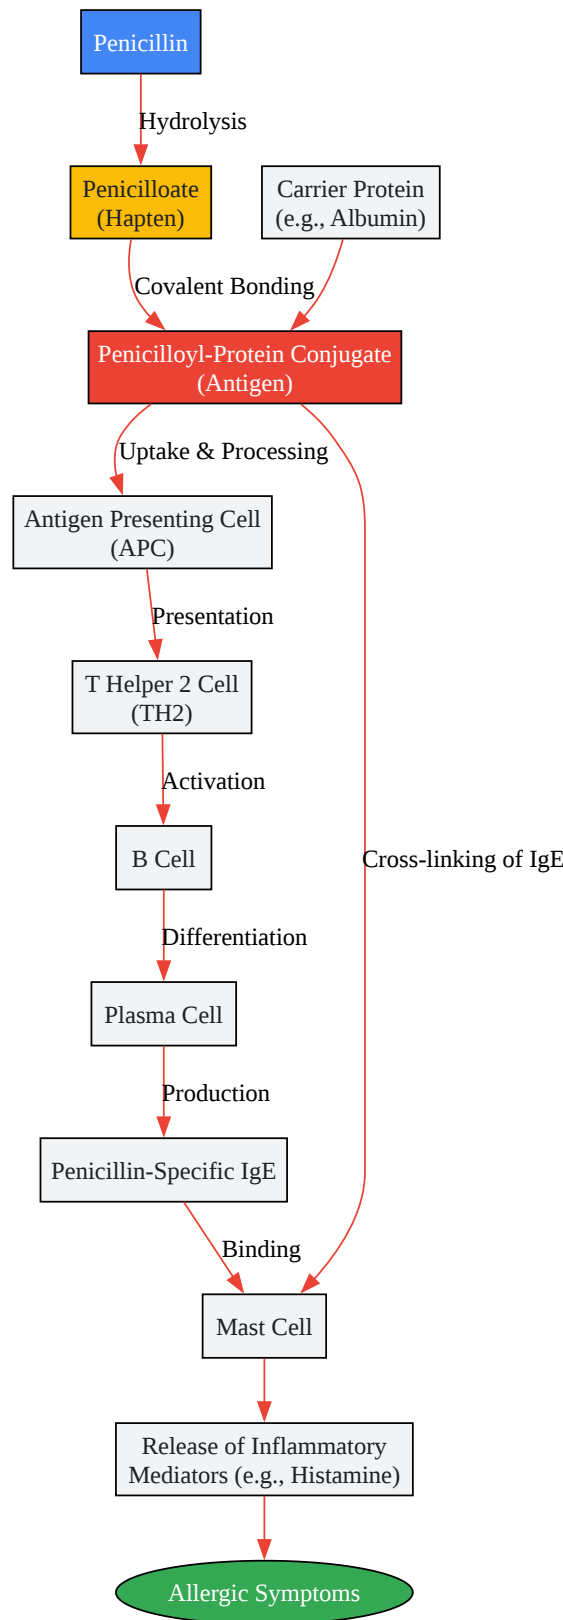 Penicillin
Hydrolysis
Penicilloate
(Hapten)
Carrier Protein
(e.g., Albumin)
Covalent Bonding
Penicilloyl-Protein Conjugate
(Antigen)
Uptake & Processing
Antigen Presenting Cell
(APC)
Presentation
T Helper 2 Cell
(TH2)
Activation
B Cell
Cross-linking of IgE
Differentiation
Plasma Cell
Production
Penicillin-Specific IgE
Binding
Mast Cell
Release of Inflammatory
Mediators (e.g., Histamine)
Allergic Symptoms